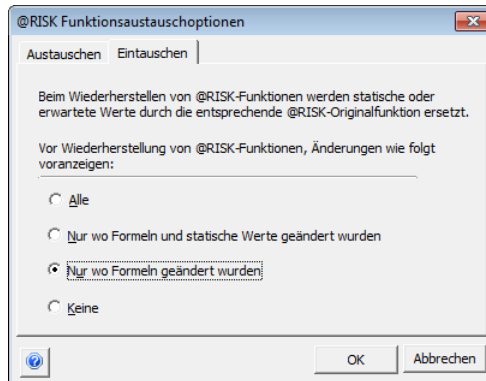 @RISK Funktionsaustauschoptionen
Austauschen Eintauschen
Beim Wiederherstellen von @RISK-Funktionen werden statische oder
erwartete Werte durch die entsprechende @RISK-Originalfunktion ersetzt.
Vor Wiederherstellung von @RISK-Funktionen, Änderungen wie folgt
voranzeigen:
Alle
Nur wo Formeln und statische Werte geändert wurden
Nur wo Formeln geändert wurden
Keine
OK Abbrechen